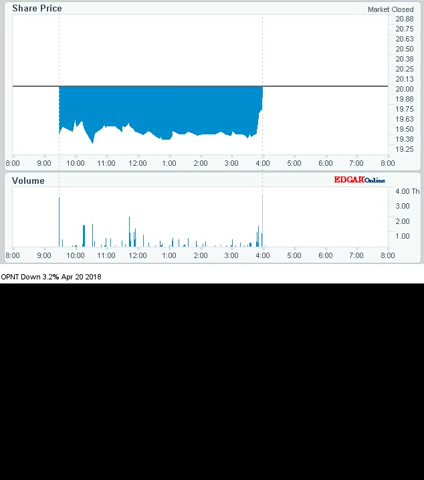 Share Price
Market Closed
20.88
20.75
20.63
20.50
20.38
20.25
20.13
20.00
19.88
19.75
19.63
19.50
19.38
19.25
8:00 9:00 10:00 11:00 12:00 1:00 2:00 3:00 4:00 5:00 6:00 7:00 8:00
Volume
EDGAR Online
4.00 Th
3.00
2.00
1.00
8:00 9:00 10:00 11:00 12:00 1:00 2:00 3:00 4:00 5:00 6:00 7:00 8:00
OPNT Down 3.2% Apr 20 2018